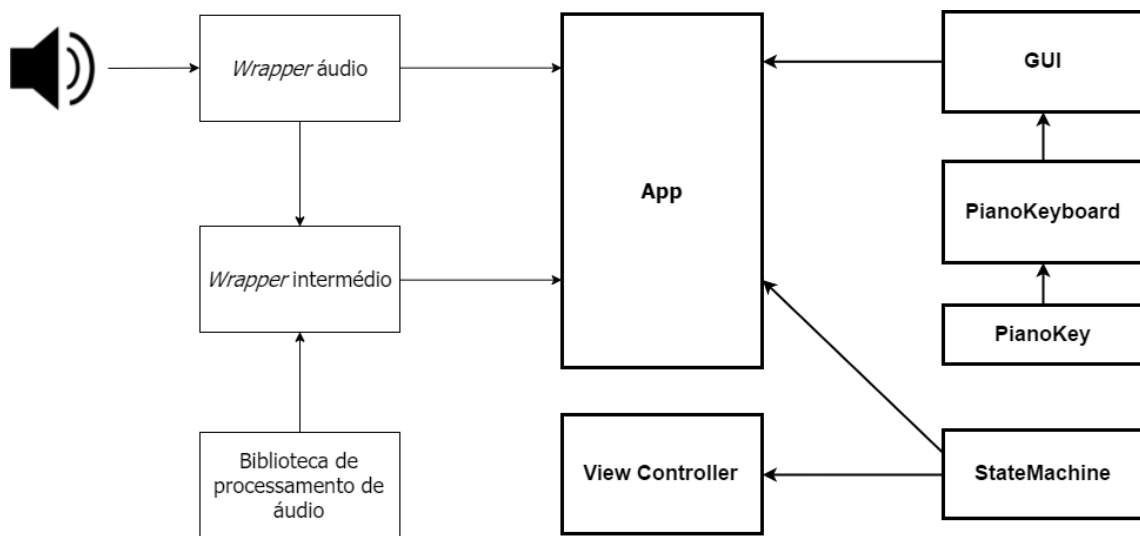 Wrapper áudio
App
GUI
PianoKeyboard
Wrapper intermédio
PianoKey
Biblioteca de
processamento de
áudio
View Controller
StateMachine